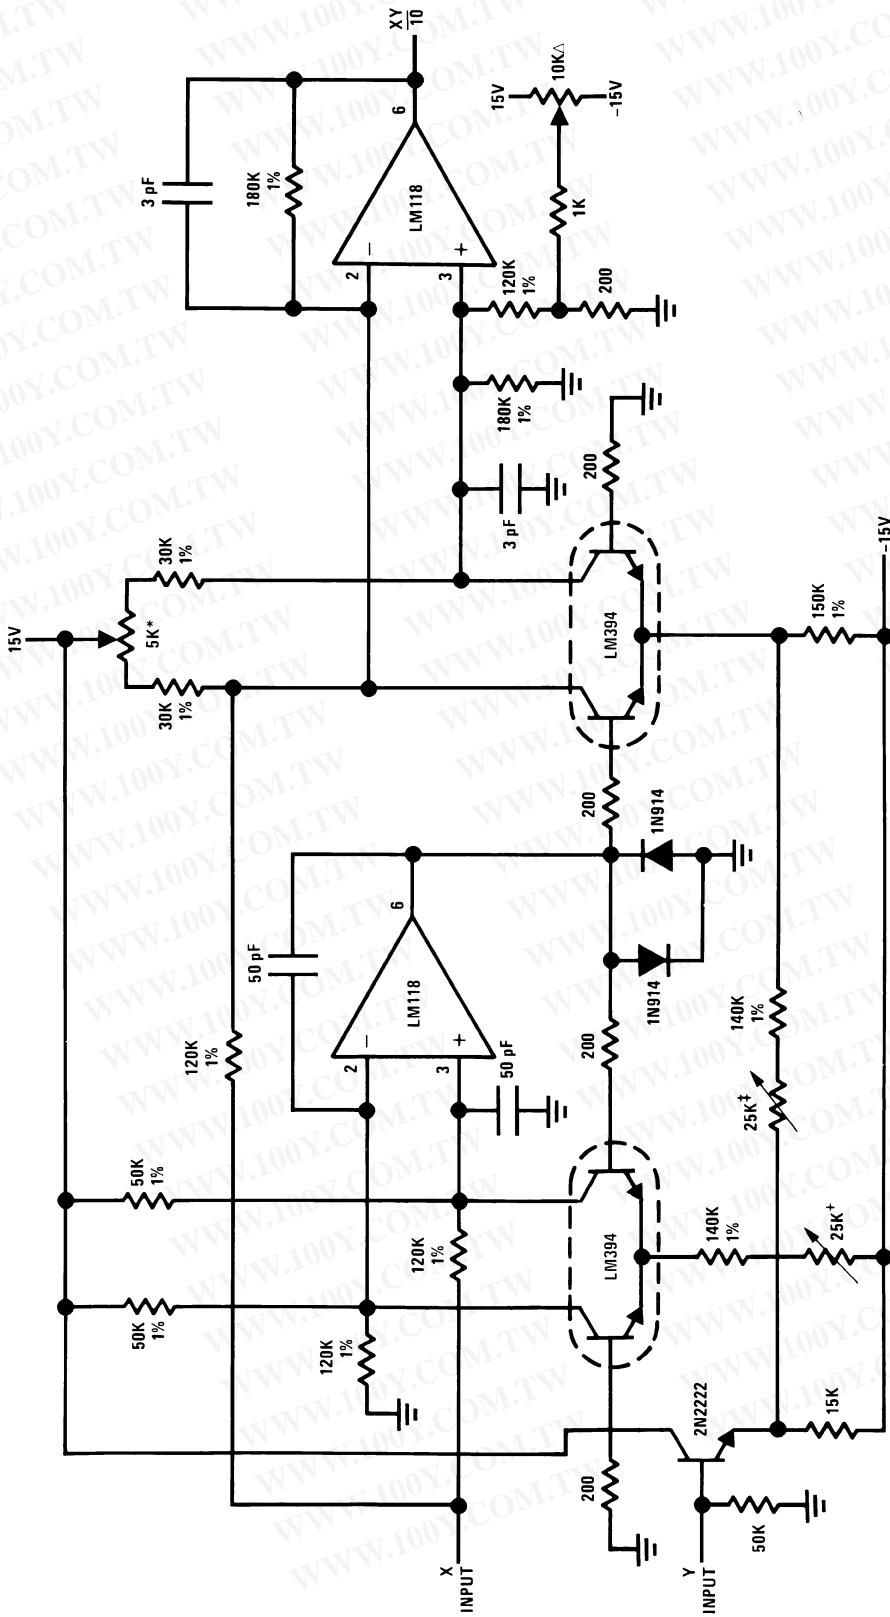 XY
10
3 pF
180K
1%
6
LM118
2
3
15V
10KΔ
-15V
1K
120K
1%
200
180K
1%
3 pF
200
15V
5K*
30K
1%
30K
1%
LM394
150K
1%
-15V
200
1N914
1N914
50 pF
6
LM118
2
3
50 pF
120K
1%
200
140K
1%
25K‡
50K
1%
50K
1%
120K
1%
120K
1%
LM394
140K
1%
25K+
2N2222
15K
200
50K
X
INPUT
Y
INPUT
WWW.100Y.COM.TW